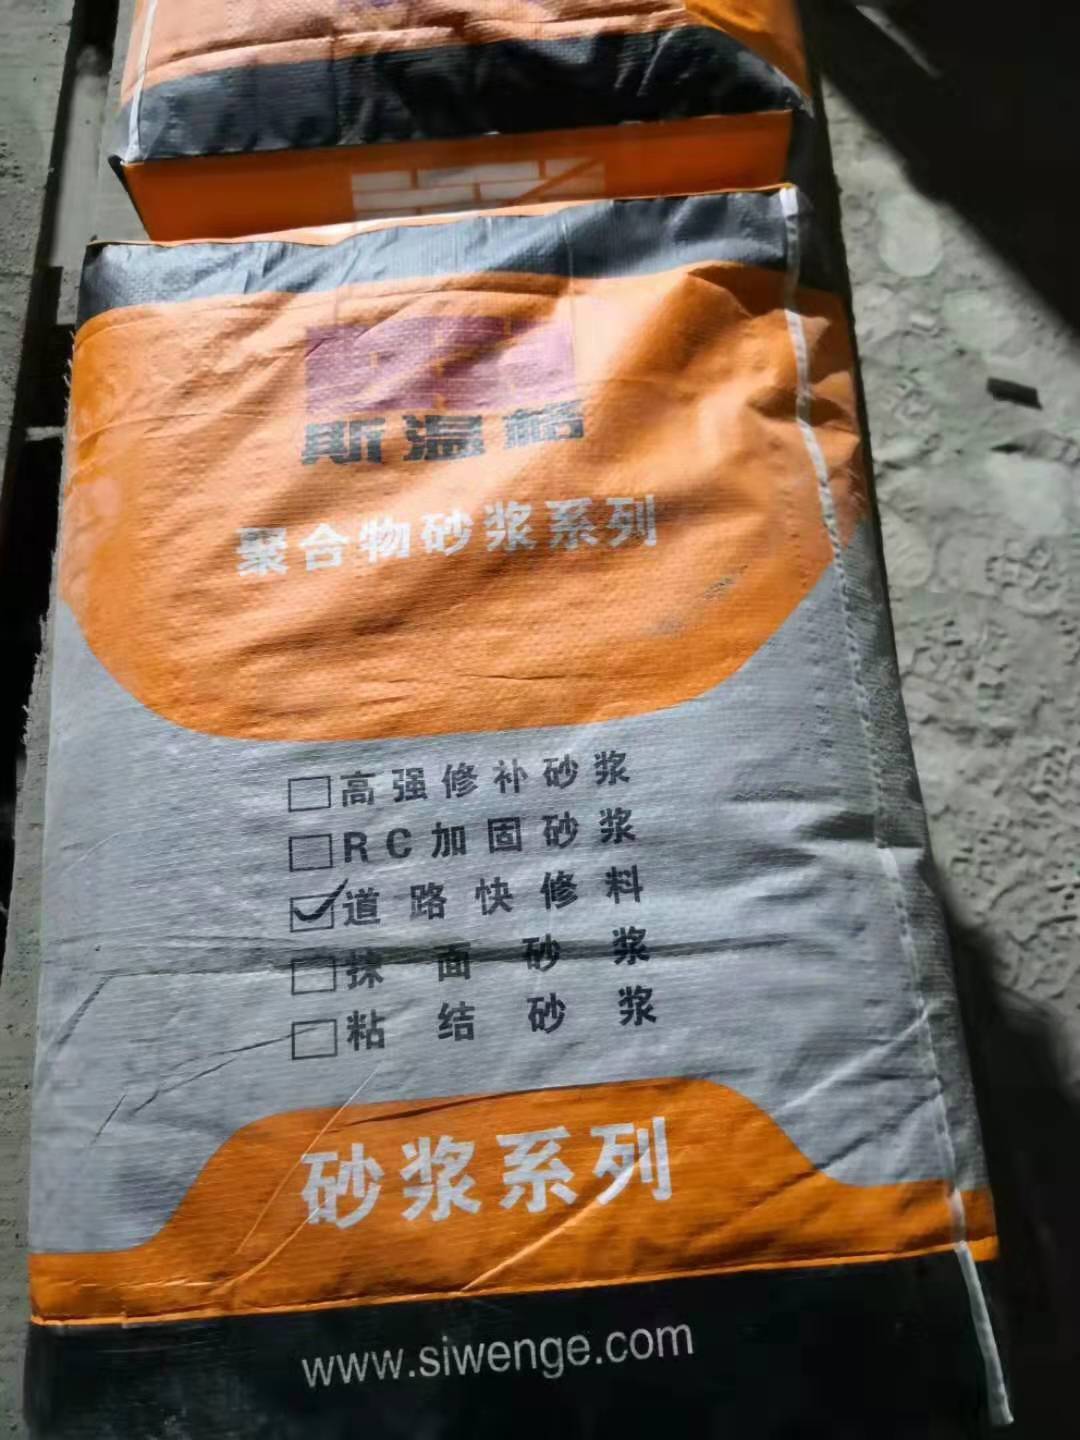 斯温格
聚合物砂浆系列
高强修补砂浆
RC加固砂浆
道路快修料
抹面砂浆
粘结砂浆
砂浆系列
www.siwenge.com